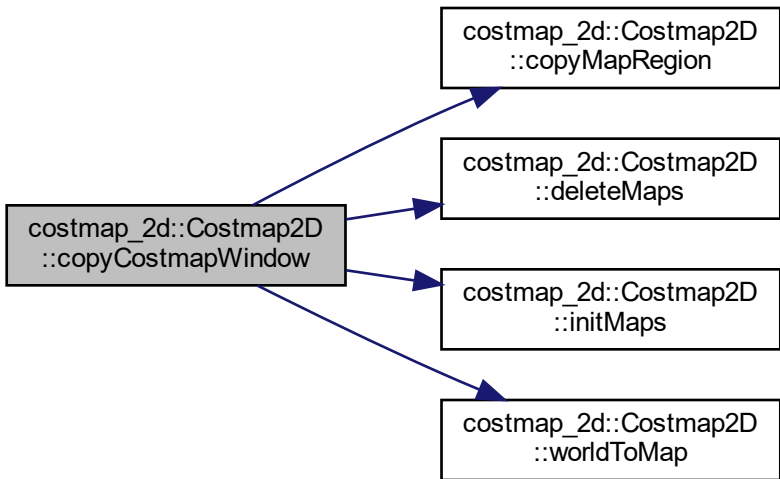 costmap_2d::Costmap2D
::copyMapRegion
costmap_2d::Costmap2D
::deleteMaps
costmap_2d::Costmap2D
::copyCostmapWindow
costmap_2d::Costmap2D
::initMaps
costmap_2d::Costmap2D
::worldToMap